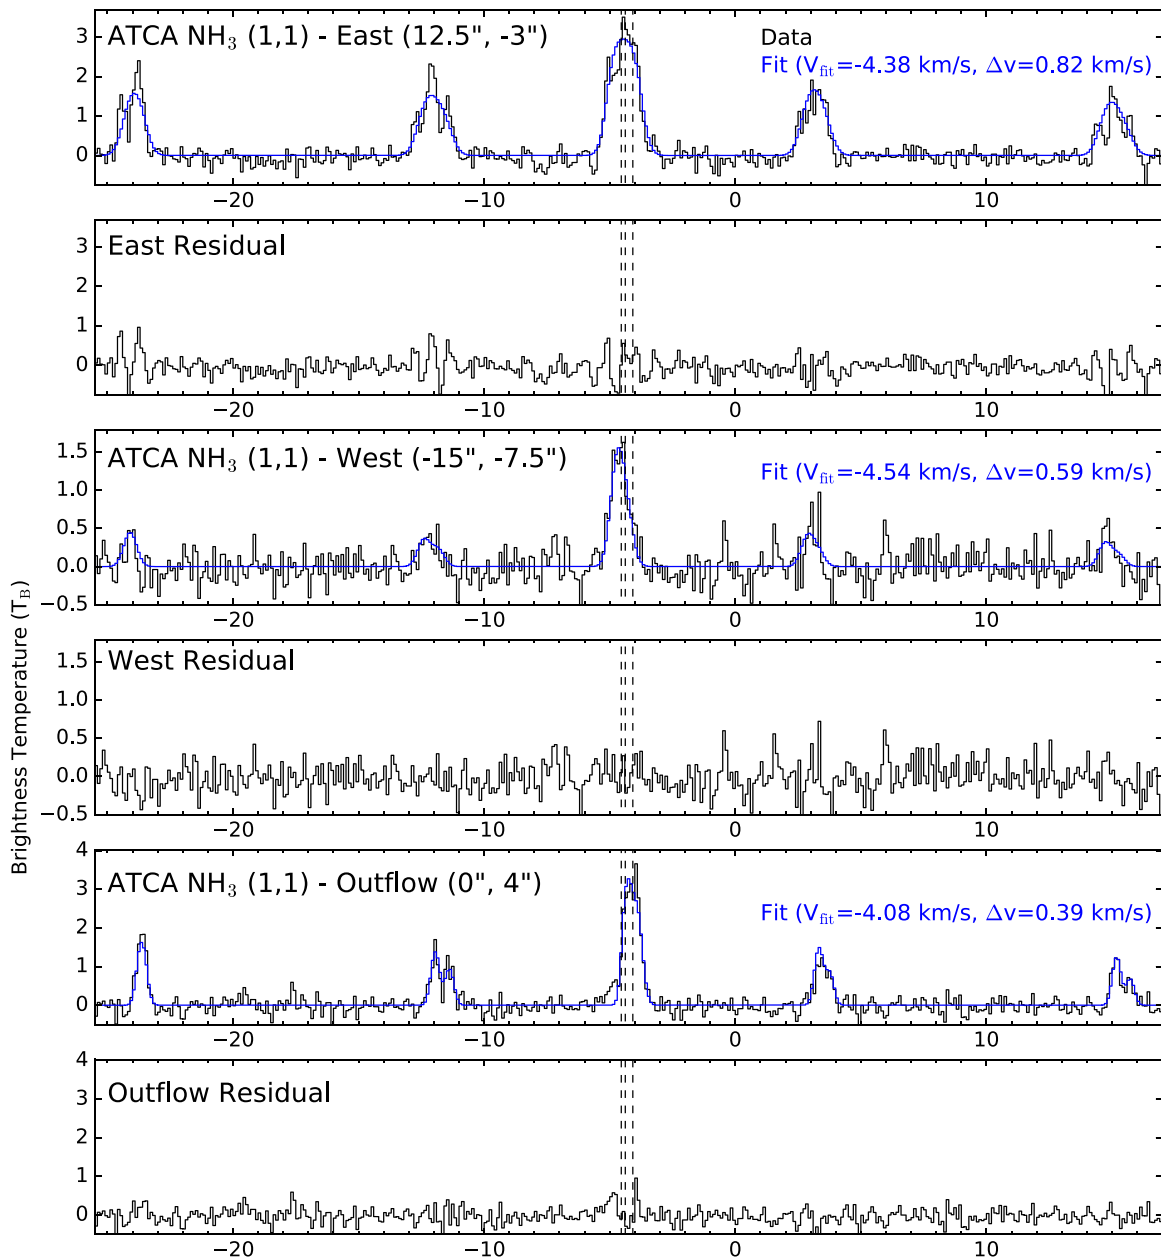 ATCA NH₃ (1,1) - East (12.5", -3")
Data
Fit (V_fit=-4.38 km/s, Δv=0.82 km/s)
3
2
1
0
−20 −10 0 10
East Residual
3
2
1
0
−20 −10 0 10
ATCA NH₃ (1,1) - West (-15", -7.5")
Fit (V_fit=-4.54 km/s, Δv=0.59 km/s)
1.5
1.0
0.5
0.0
−0.5
−20 −10 0 10
West Residual
1.5
1.0
0.5
0.0
−0.5
−20 −10 0 10
Brightness Temperature (T_B)
ATCA NH₃ (1,1) - Outflow (0", 4")
Fit (V_fit=-4.08 km/s, Δv=0.39 km/s)
4
3
2
1
0
−20 −10 0 10
Outflow Residual
4
3
2
1
0
−20 −10 0 10